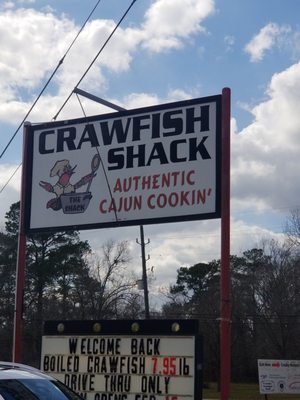 CRAWFISH
SHACK
AUTHENTIC
CAJUN COOKIN'
THE
SHACK
WELCOME BACK
BOILED CRAWFISH 7.95 lb
DRIVE THRU ONLY